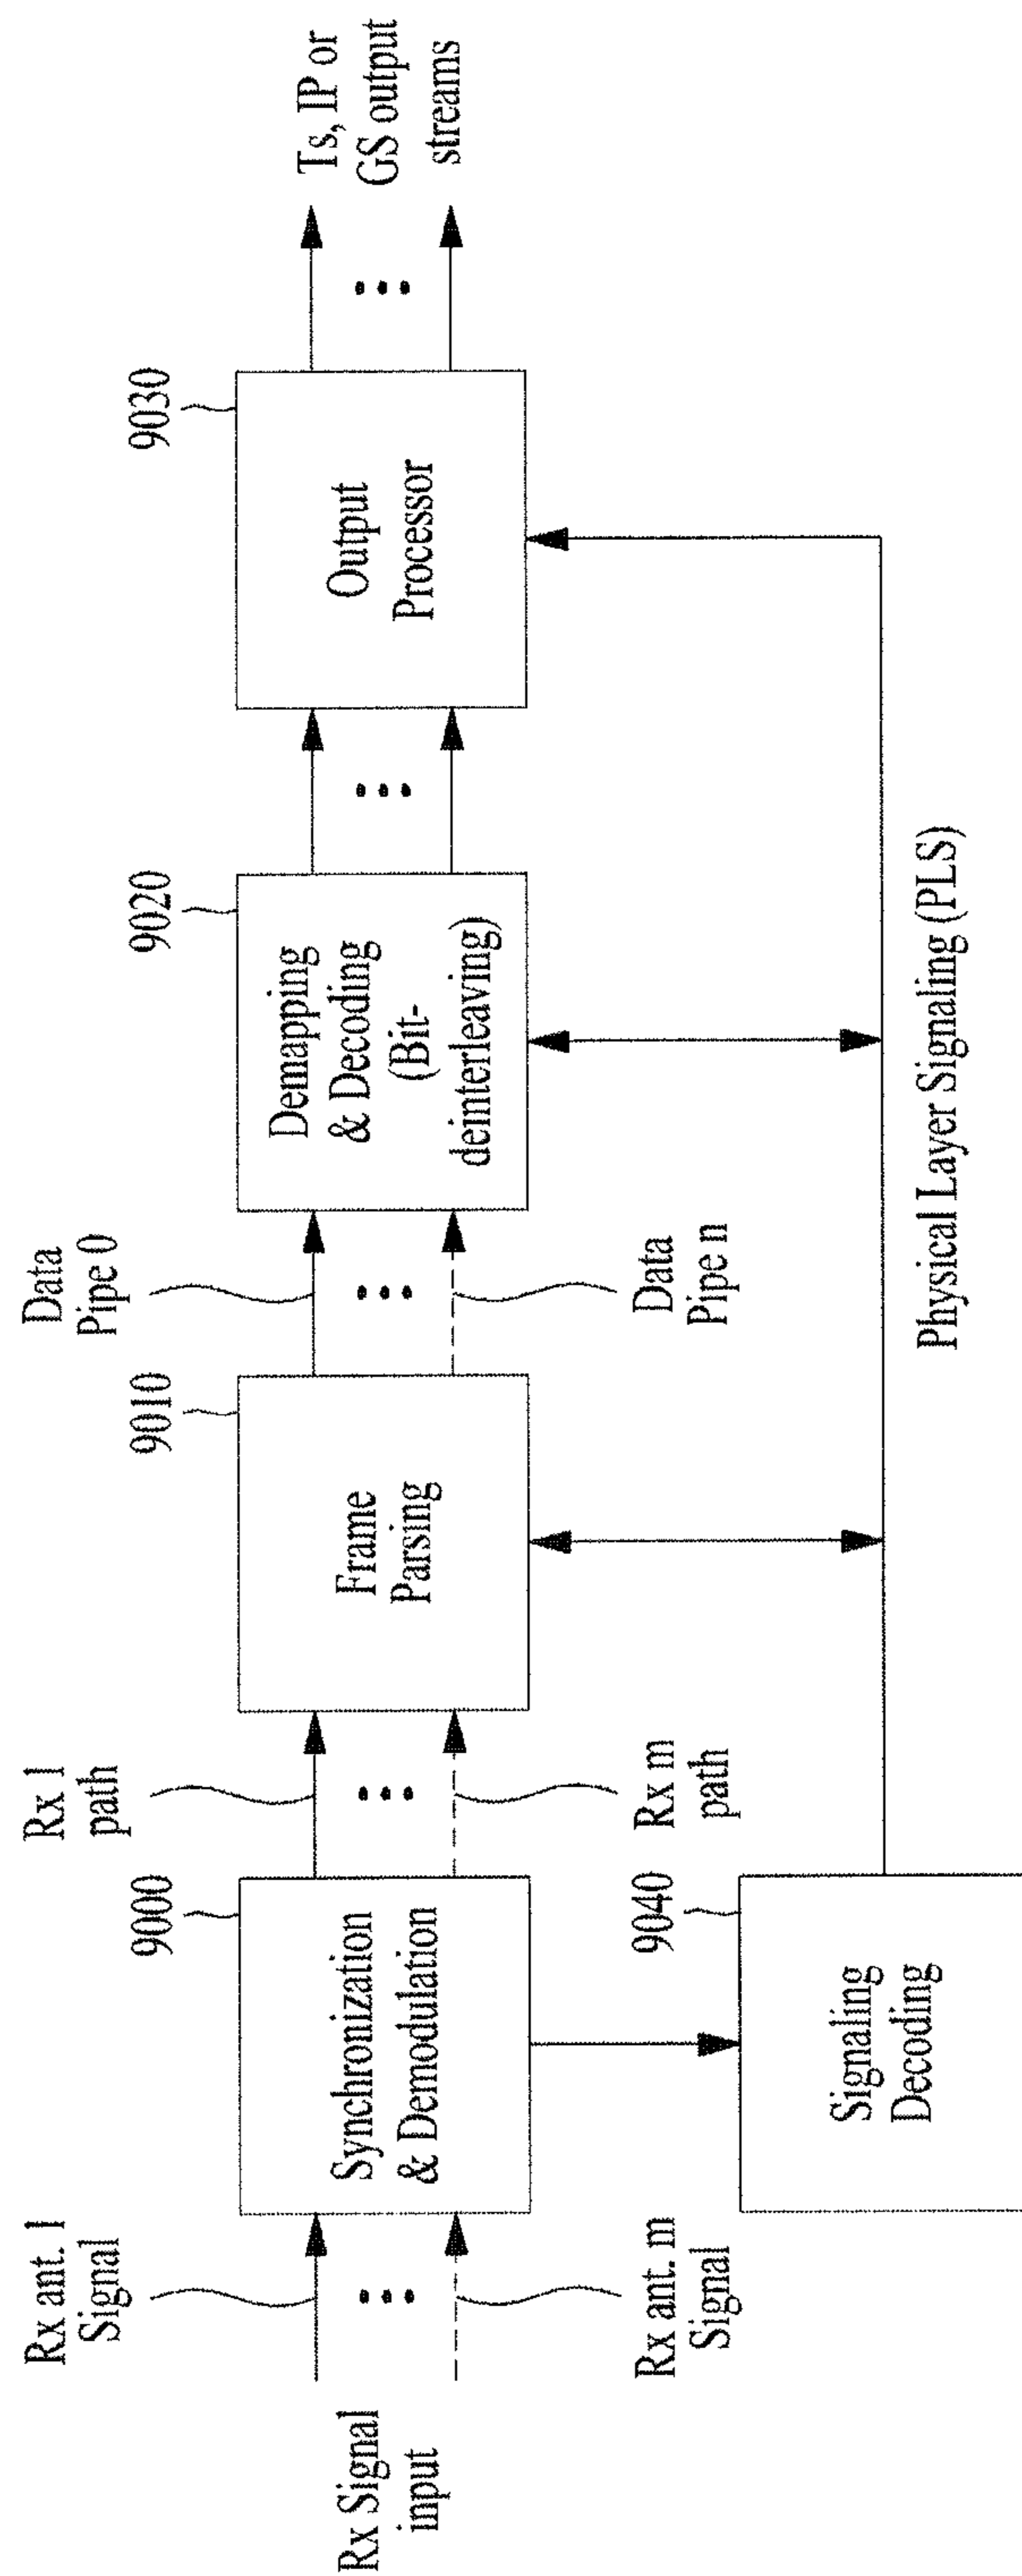 Rx Signal
input
Rx ant. 1
Signal
Rx ant. m
Signal
9000
Synchronization
& Demodulation
Rx 1
path
Rx m
path
9010
Frame
Parsing
Data
Pipe 0
Data
Pipe n
9020
Demapping
& Decoding
(Bit-
deinterleaving)
9030
Output
Processor
Ts, IP or
GS output
streams
9040
Signaling
Decoding
Physical Layer Signaling (PLS)